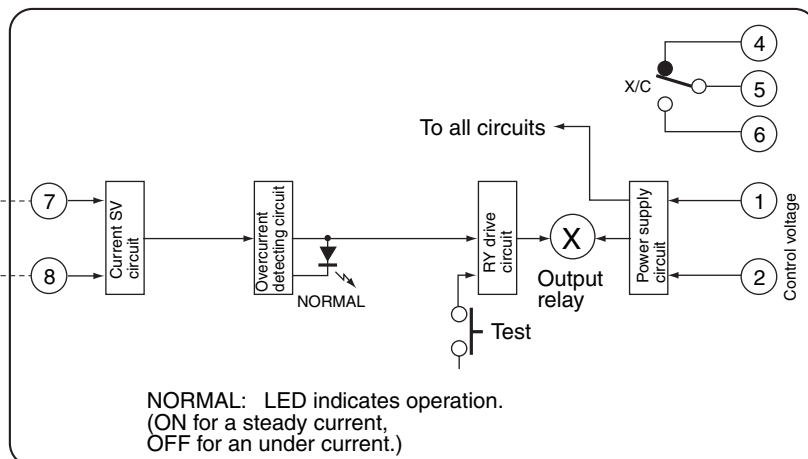 4
X/C
5
6
To all circuits
7
8
Current SV
circuit
Overcurrent
detecting circuit
NORMAL
RY drive
circuit
Test
X
Output
relay
Power supply
circuit
1
2
Control voltage
NORMAL: LED indicates operation.
(ON for a steady current,
OFF for an under current.)